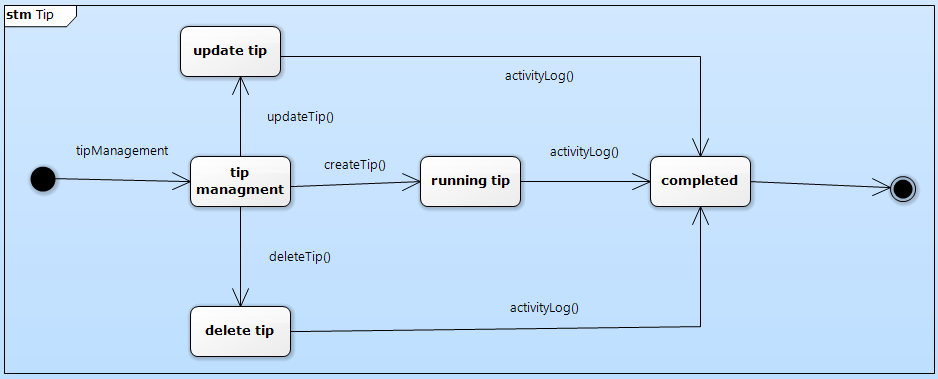 stm Tip
update tip
activityLog()
updateTip()
tipManagement
tip
managment
createTip()
running tip
activityLog()
completed
deleteTip()
activityLog()
delete tip